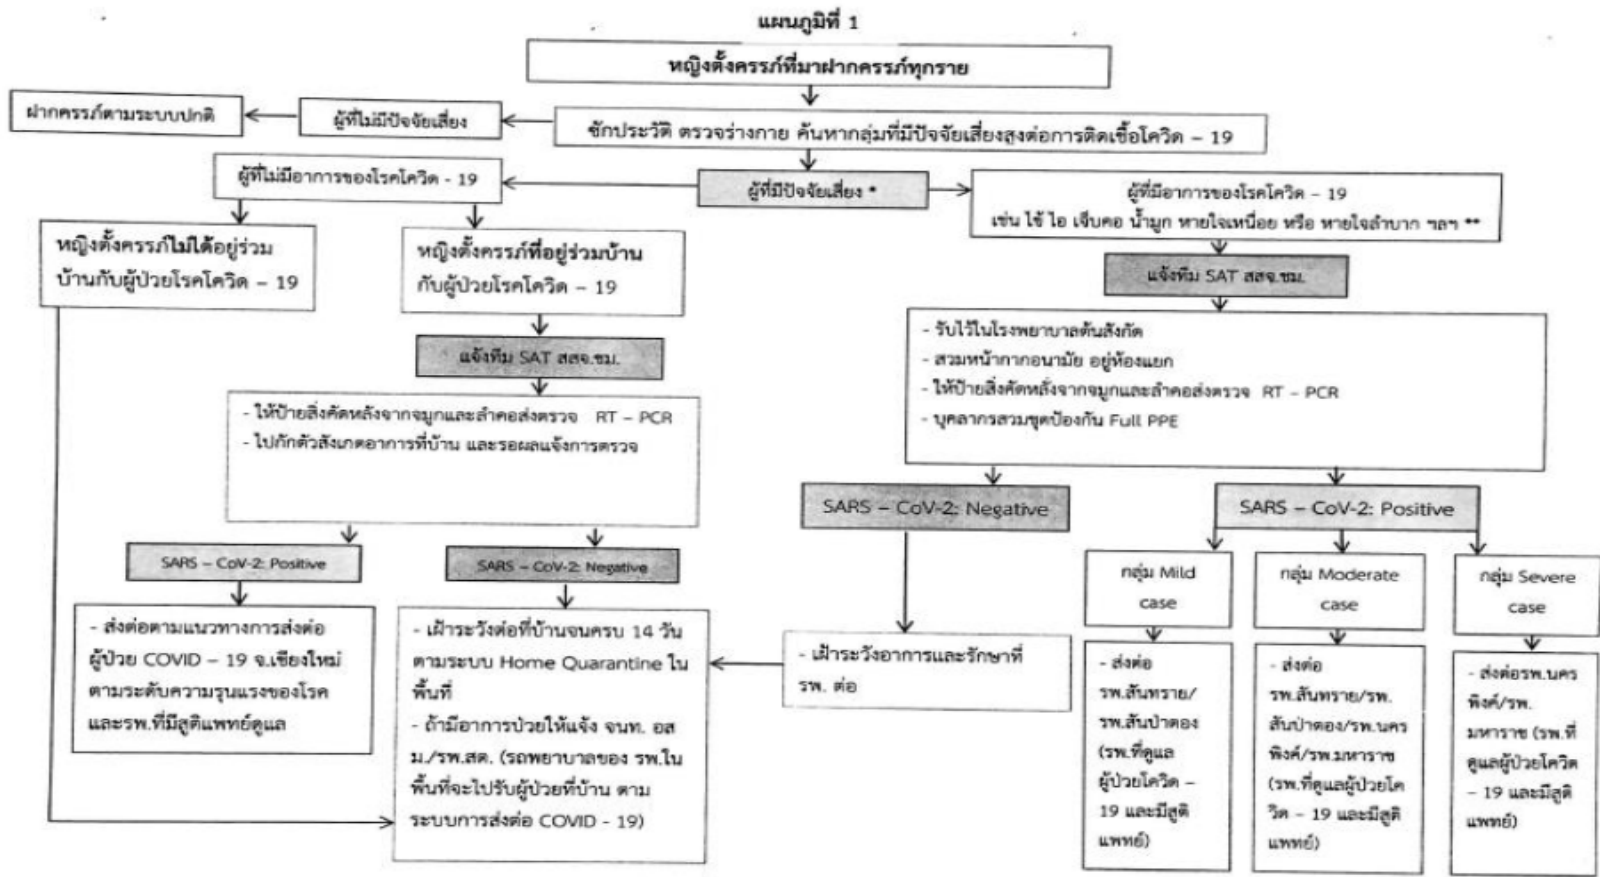 แผนภูมิที่ 1
หญิงตั้งครรภ์ที่มาฝากครรภ์ทุกราย
ฝากครรภ์ตามระบบปกติ
ผู้ที่ไม่มีปัจจัยเสี่ยง
ซักประวัติ ตรวจร่างกาย ค้นหากลุ่มที่มีปัจจัยเสี่ยงสูงต่อการติดเชื้อโควิด – 19
ผู้ที่ไม่มีอาการของโรคโควิด - 19
ผู้ที่มีปัจจัยเสี่ยง *
ผู้ที่มีอาการของโรคโควิด – 19
เช่น ไข้ ไอ เจ็บคอ น้ำมูก หายใจเหนื่อย หรือ หายใจลำบาก ฯลฯ **
หญิงตั้งครรภ์ไม่ได้อยู่ร่วม
บ้านกับผู้ป่วยโรคโควิด – 19
หญิงตั้งครรภ์ที่อยู่ร่วมบ้าน
กับผู้ป่วยโรคโควิด – 19
แจ้งทีม SAT สสจ.ชม.
แจ้งทีม SAT สสจ.ชม.
- ให้ป้ายสิ่งคัดหลังจากจมูกและลำคอส่งตรวจ RT – PCR
- ไปกักตัวสังเกตอาการที่บ้าน และรอผลแจ้งการตรวจ
- รับไว้ในโรงพยาบาลต้นสังกัด
- สวมหน้ากากอนามัย อยู่ห้องแยก
- ให้ป้ายสิ่งคัดหลั่งจากจมูกและลำคอส่งตรวจ RT – PCR
- บุคลากรสวมชุดป้องกัน Full PPE
SARS – CoV-2: Positive
SARS – CoV-2: Negative
SARS – CoV-2: Negative
SARS – CoV-2: Positive
- ส่งต่อตามแนวทางการส่งต่อ
ผู้ป่วย COVID – 19 จ.เชียงใหม่
ตามระดับความรุนแรงของโรค
และรพ.ที่มีสูติแพทย์ดูแล
- เฝ้าระวังต่อที่บ้านจนครบ 14 วัน
ตามระบบ Home Quarantine ใน
พื้นที่
- ถ้ามีอาการป่วยให้แจ้ง จนท. อส
ม./รพ.สต. (รถพยาบาลของ รพ.ใน
พื้นที่จะไปรับผู้ป่วยที่บ้าน ตาม
ระบบการส่งต่อ COVID - 19)
- เฝ้าระวังอาการและรักษาที่
รพ. ต่อ
กลุ่ม Mild
case
กลุ่ม Moderate
case
กลุ่ม Severe
case
- ส่งต่อ
รพ.สันทราย/
รพ.สันป่าตอง
(รพ.ที่ดูแล
ผู้ป่วยโควิด –
19 และมีสูติ
แพทย์)
- ส่งต่อ
รพ.สันทราย/รพ.
สันป่าตอง/รพ.นคร
พิงค์/รพ.มหาราช
(รพ.ที่ดูแลผู้ป่วยโค
วิด – 19 และมีสูติ
แพทย์)
- ส่งต่อรพ.นคร
พิงค์/รพ.
มหาราช (รพ.ที่
ดูแลผู้ป่วยโควิด
– 19 และมีสูติ
แพทย์)